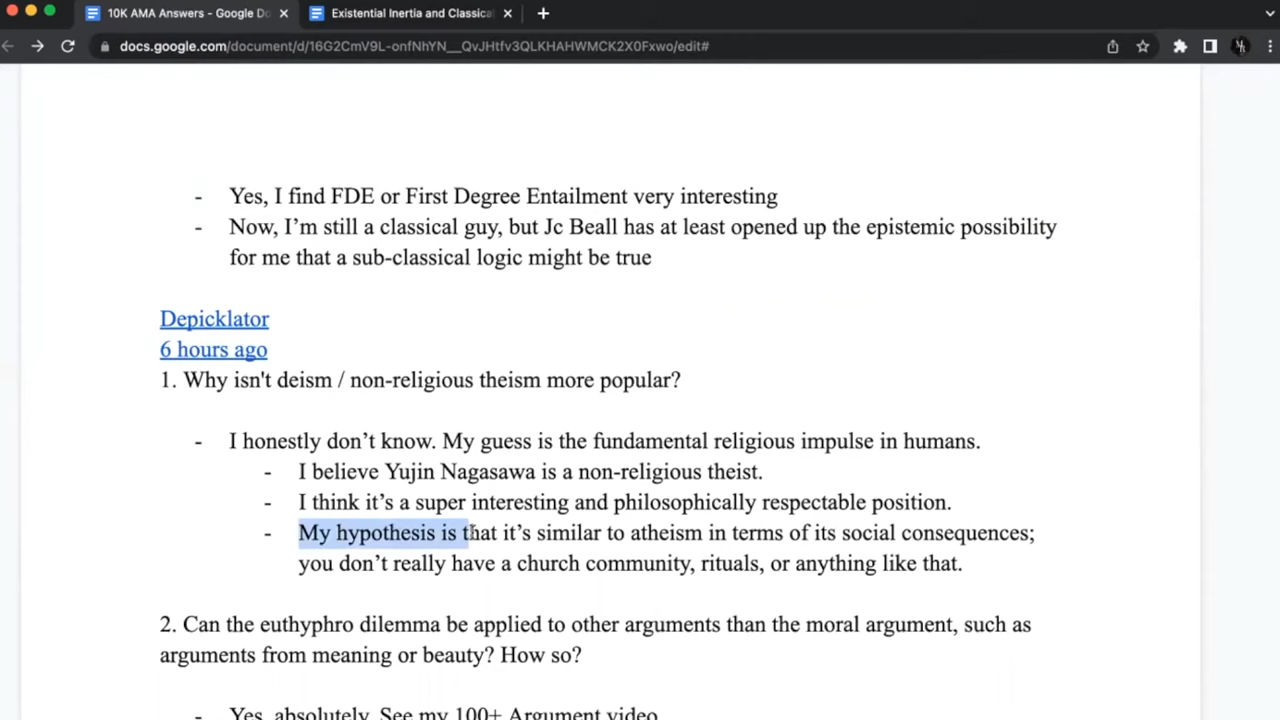 10K AMA Answers - Google Do
Existential Inertia and Classica
docs.google.com/document/d/16G2CmV9L-onfNhYN__QvJHtfv3QLKHAHWMCK2X0Fxwo/edit#
- Yes, I find FDE or First Degree Entailment very interesting
- Now, I’m still a classical guy, but Jc Beall has at least opened up the epistemic possibility
for me that a sub-classical logic might be true
Depicklator
6 hours ago
1. Why isn't deism / non-religious theism more popular?
- I honestly don’t know. My guess is the fundamental religious impulse in humans.
- I believe Yujin Nagasawa is a non-religious theist.
- I think it’s a super interesting and philosophically respectable position.
- My hypothesis is that it’s similar to atheism in terms of its social consequences;
you don’t really have a church community, rituals, or anything like that.
2. Can the euthyphro dilemma be applied to other arguments than the moral argument, such as
arguments from meaning or beauty? How so?
- Yes, absolutely. See my 100+ Argument video